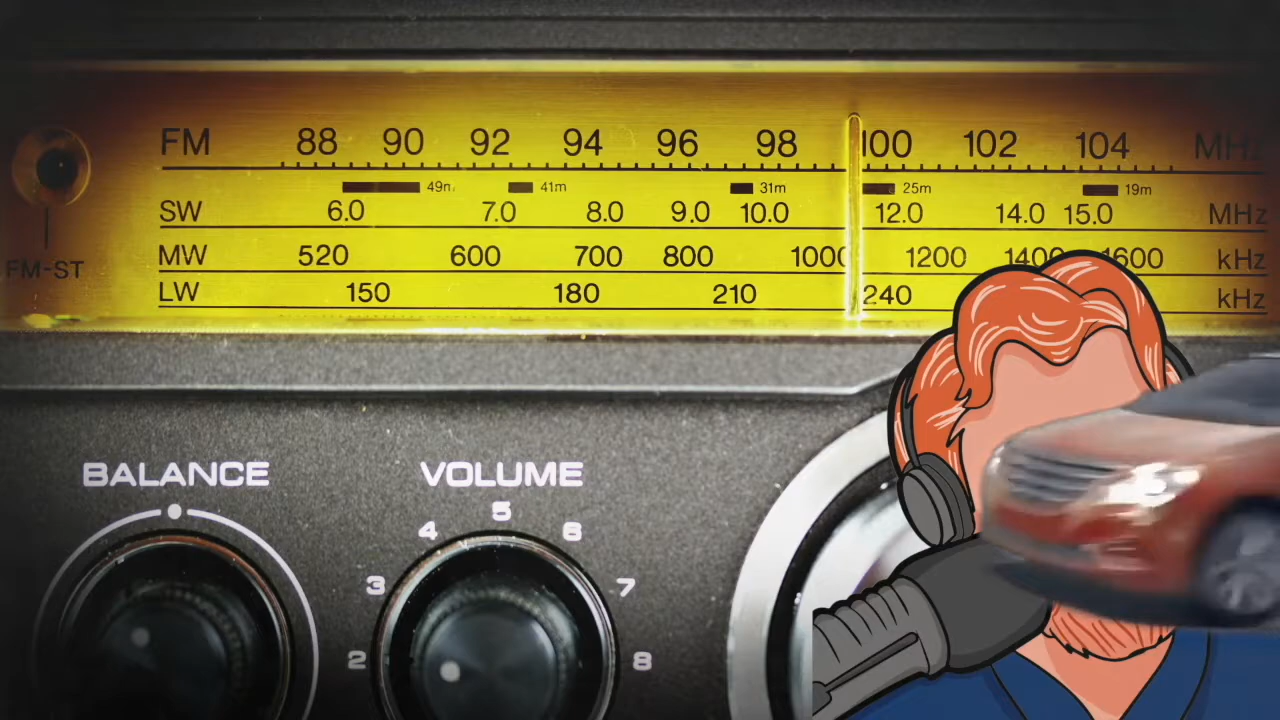 FM 88 90 92 94 96 98 100 102 104 MHz
49m 41m 31m 25m 19m
SW 6.0 7.0 8.0 9.0 10.0 12.0 14.0 15.0 MHz
MW 520 600 700 800 1000 1200 1400 1600 kHz
FM-ST
LW 150 180 210 240 kHz
BALANCE VOLUME
5
4 6
3 7
2 8